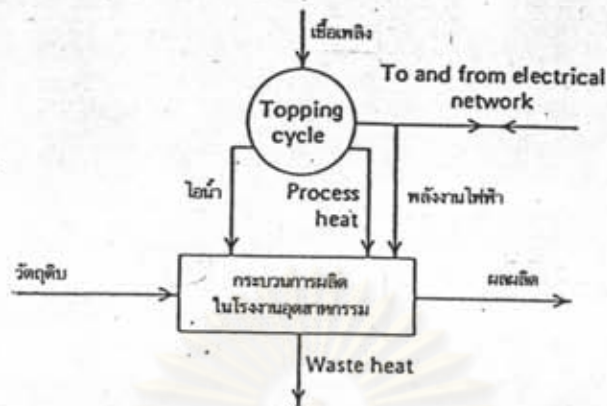 เชื้อเพลิง
To and from electrical
network
Topping
cycle
ไอน้ำ
Process
heat
พลังงานไฟฟ้า
วัตถุดิบ
กระบวนการผลิต
ในโรงงานอุตสาหกรรม
ผลผลิต
Waste heat